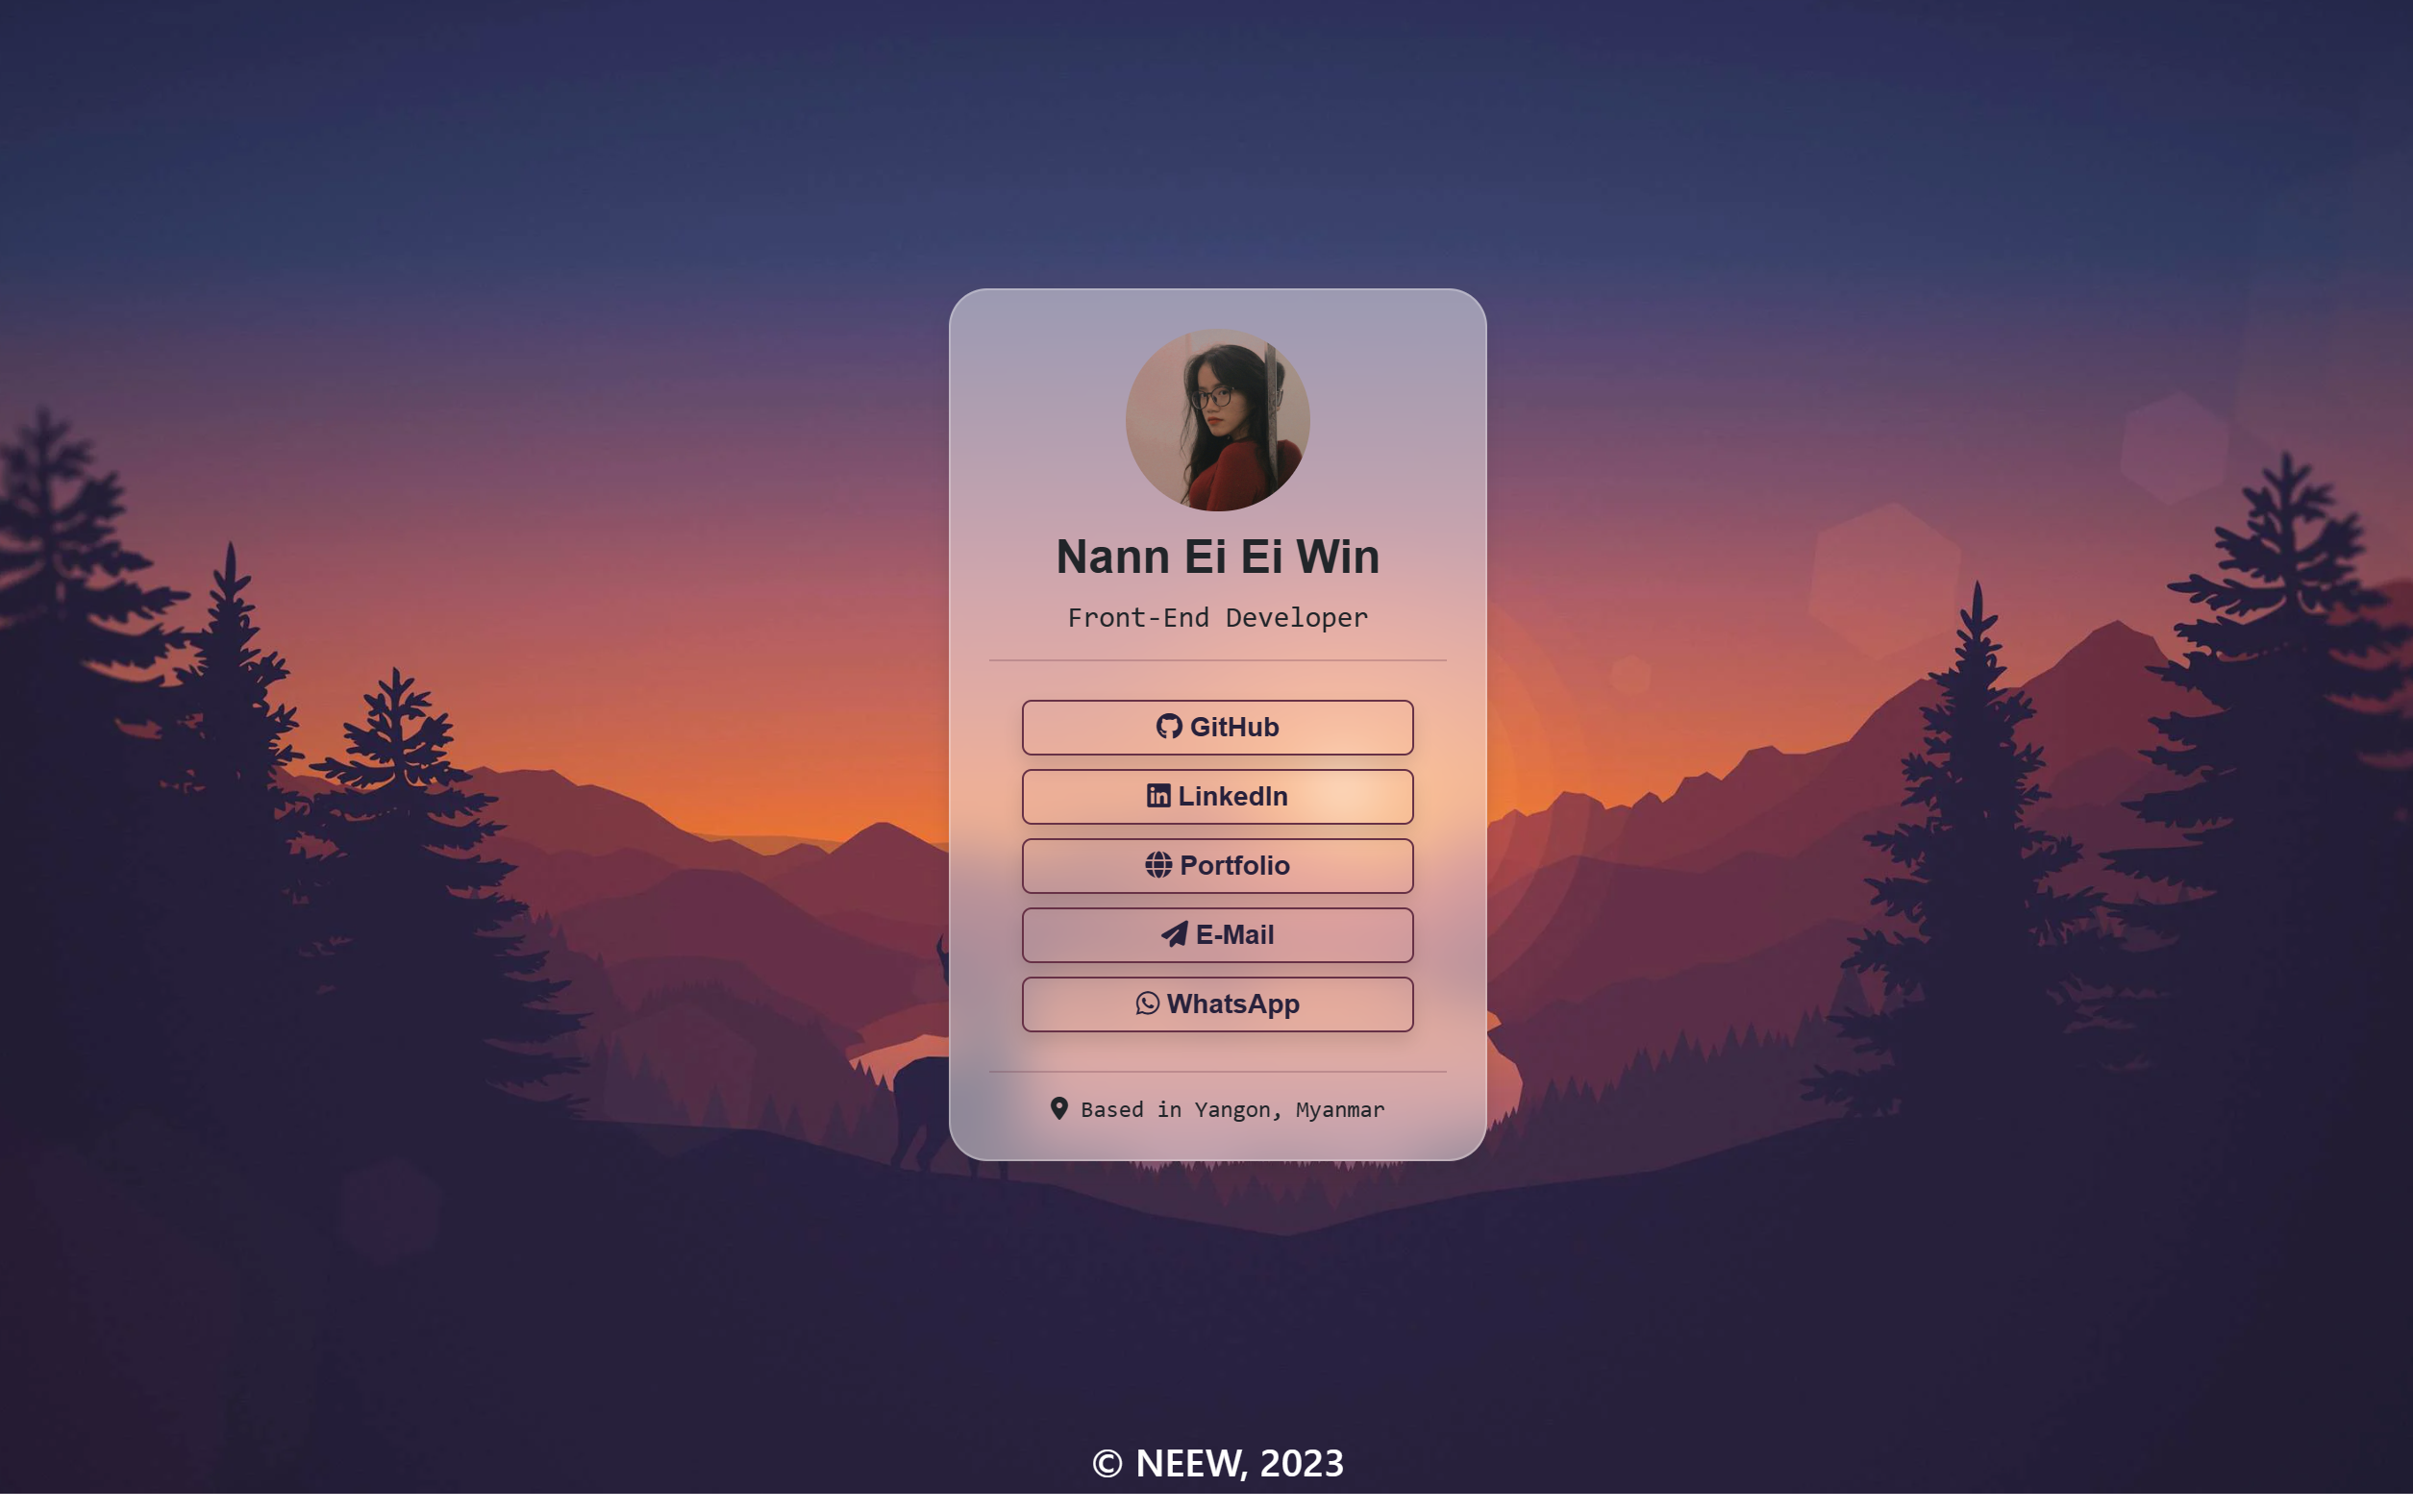 Nann Ei Ei Win
Front-End Developer
GitHub
LinkedIn
Portfolio
E-Mail
WhatsApp
Based in Yangon, Myanmar
© NEEW, 2023